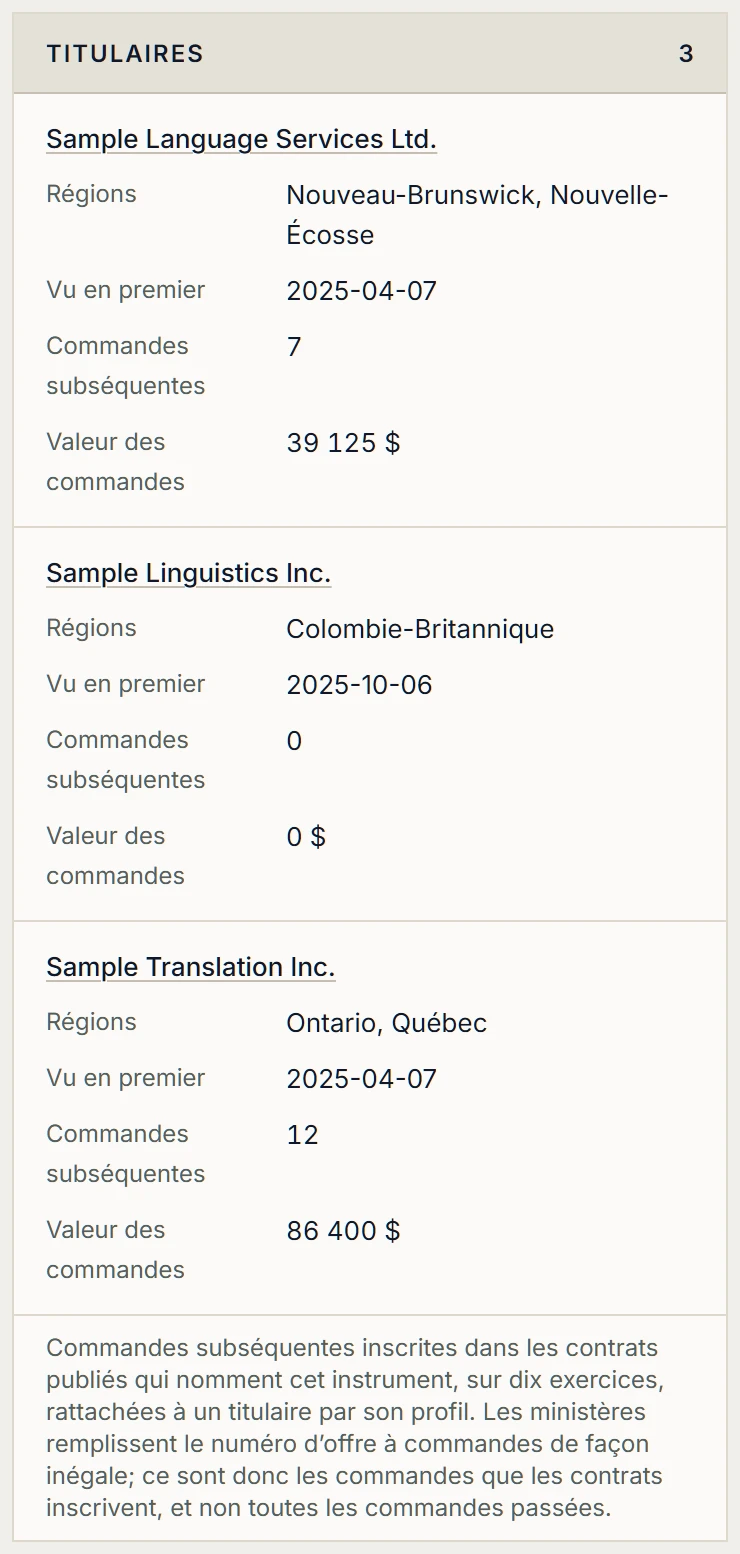 TITULAIRES 3
Sample Language Services Ltd.
Régions Nouveau-Brunswick, Nouvelle-
Écosse
Vu en premier 2025-04-07
Commandes 7
subséquentes
Valeur des 39 125 $
commandes
Sample Linguistics Inc.
Régions Colombie-Britannique
Vu en premier 2025-10-06
Commandes 0
subséquentes
Valeur des 0 $
commandes
Sample Translation Inc.
Régions Ontario, Québec
Vu en premier 2025-04-07
Commandes 12
subséquentes
Valeur des 86 400 $
commandes
Commandes subséquentes inscrites dans les contrats
publiés qui nomment cet instrument, sur dix exercices,
rattachées à un titulaire par son profil. Les ministères
remplissent le numéro d’offre à commandes de façon
inégale; ce sont donc les commandes que les contrats
inscrivent, et non toutes les commandes passées.